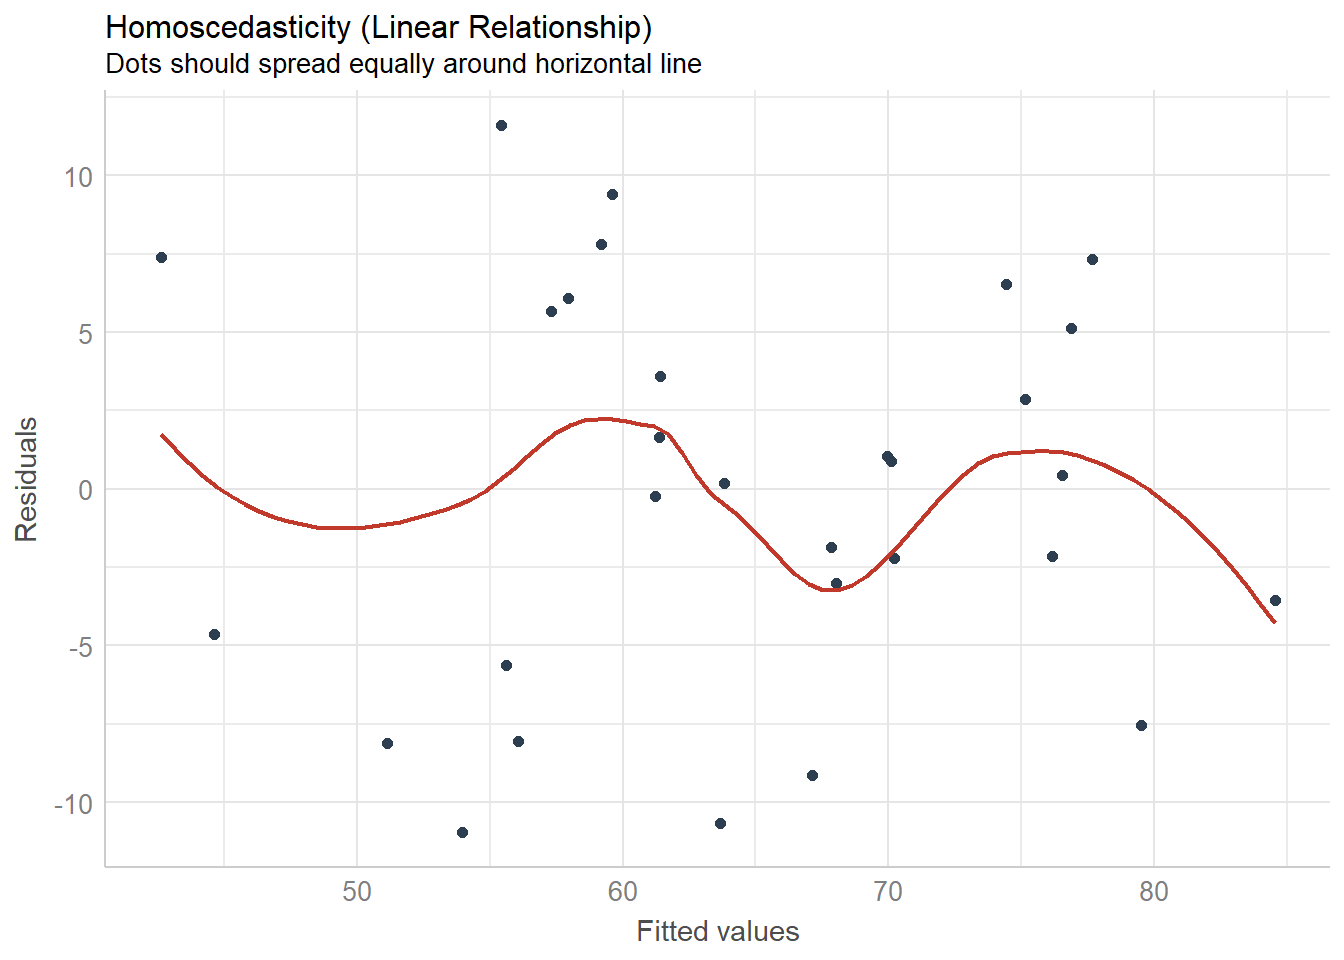 Homoscedasticity (Linear Relationship)
Dots should spread equally around horizontal line
10
5
0
-5
-10
Residuals
50 60 70 80
Fitted values